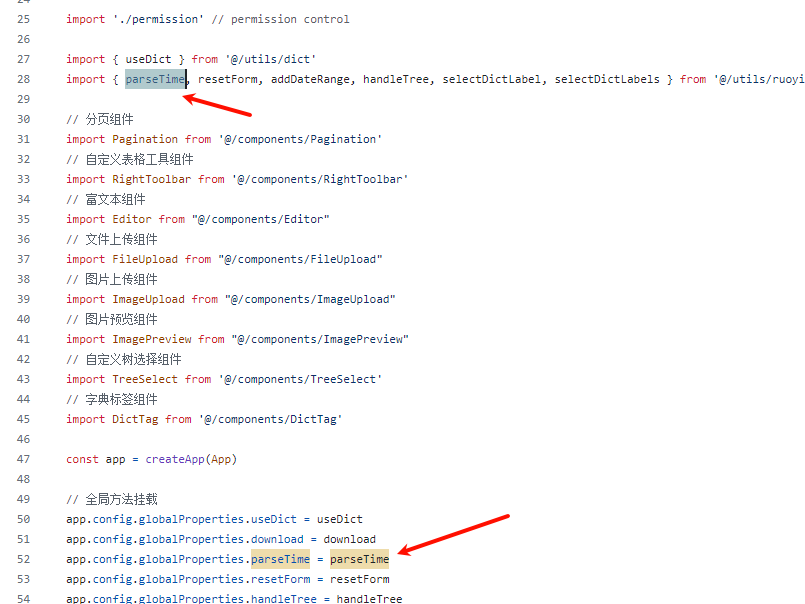 24
25 import './permission' // permission control
26
27 import { useDict } from '@/utils/dict'
28 import { parseTime, resetForm, addDateRange, handleTree, selectDictLabel, selectDictLabels } from '@/utils/ruoyi
29
30 // 分页组件
31 import Pagination from '@/components/Pagination'
32 // 自定义表格工具组件
33 import RightToolbar from '@/components/RightToolbar'
34 // 富文本组件
35 import Editor from "@/components/Editor"
36 // 文件上传组件
37 import FileUpload from "@/components/FileUpload"
38 // 图片上传组件
39 import ImageUpload from "@/components/ImageUpload"
40 // 图片预览组件
41 import ImagePreview from "@/components/ImagePreview"
42 // 自定义树选择组件
43 import TreeSelect from '@/components/TreeSelect'
44 // 字典标签组件
45 import DictTag from '@/components/DictTag'
46
47 const app = createApp(App)
48
49 // 全局方法挂载
50 app.config.globalProperties.useDict = useDict
51 app.config.globalProperties.download = download
52 app.config.globalProperties.parseTime = parseTime
53 app.config.globalProperties.resetForm = resetForm
54 app.config.globalProperties.handleTree = handleTree